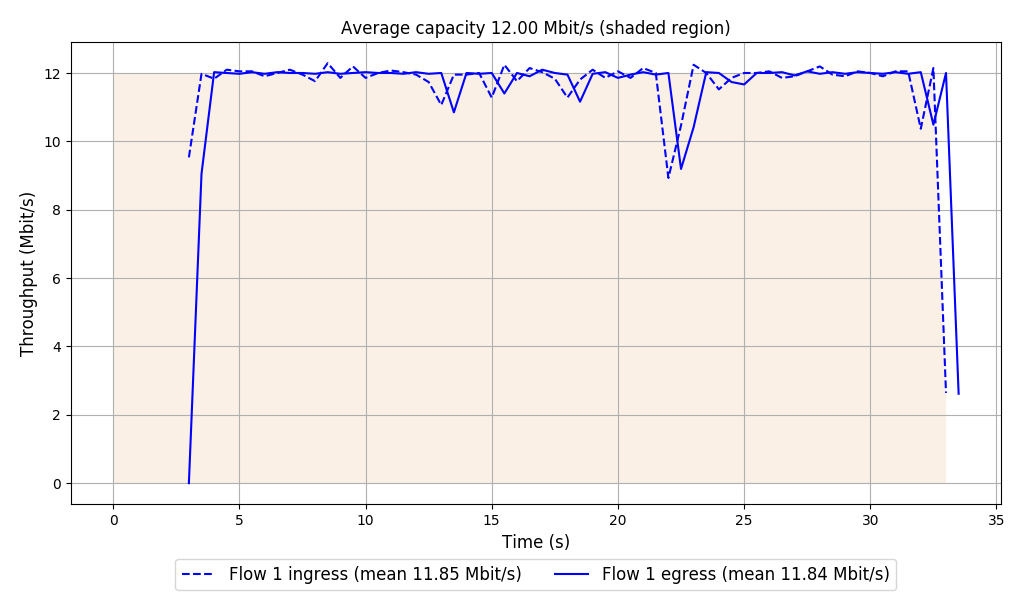 Average capacity 12.00 Mbit/s (shaded region)
Throughput (Mbit/s)
12
10
8
6
4
2
0
0 5 10 15 20 25 30 35
Time (s)
Flow 1 ingress (mean 11.85 Mbit/s) Flow 1 egress (mean 11.84 Mbit/s)